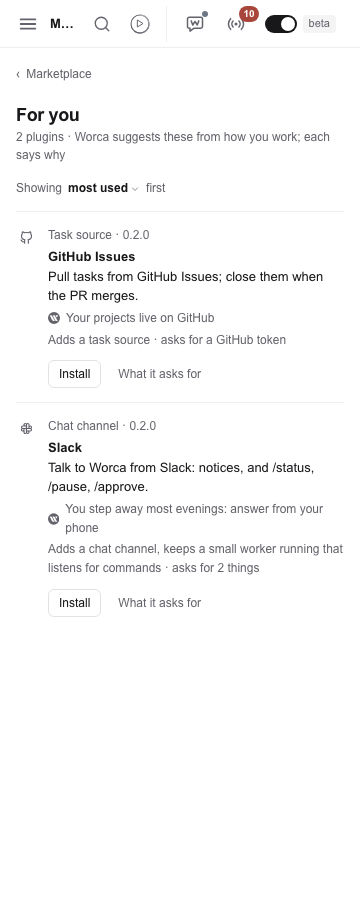 M...
10
beta
‹ Marketplace
For you
2 plugins · Worca suggests these from how you work; each
says why
Showing most used first
Task source · 0.2.0
GitHub Issues
Pull tasks from GitHub Issues; close them when
the PR merges.
Your projects live on GitHub
Adds a task source · asks for a GitHub token
Install What it asks for
Chat channel · 0.2.0
Slack
Talk to Worca from Slack: notices, and /status,
/pause, /approve.
You step away most evenings: answer from your
phone
Adds a chat channel, keeps a small worker running that
listens for commands · asks for 2 things
Install What it asks for